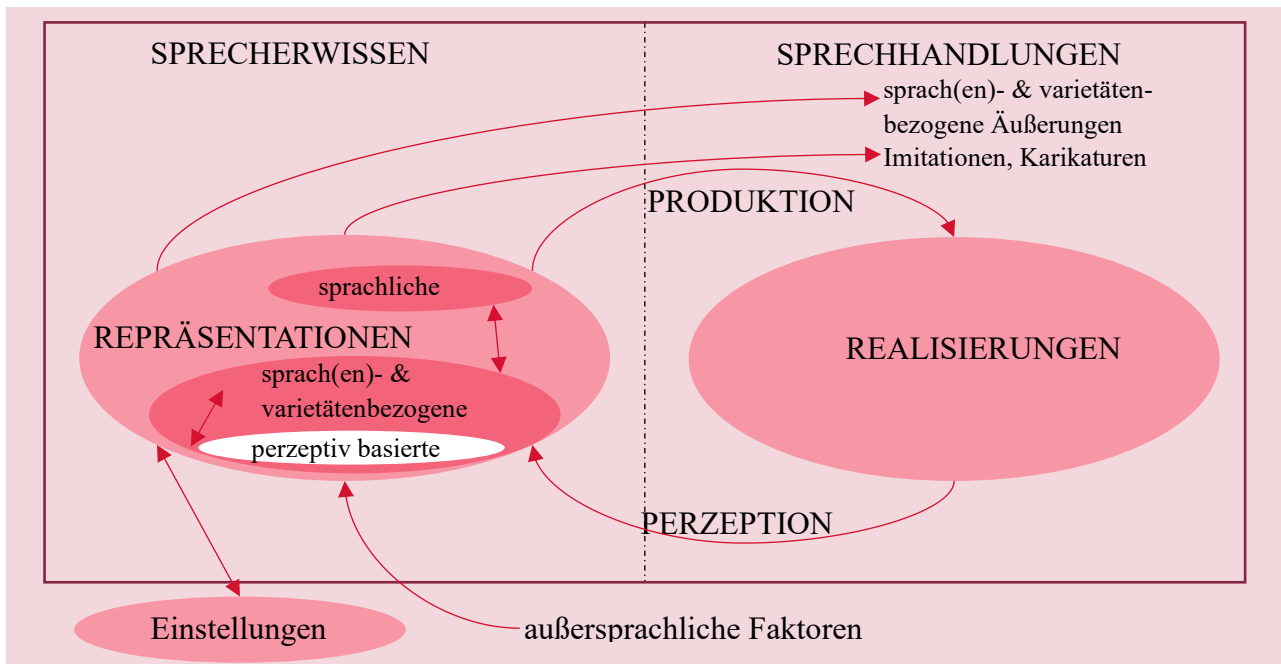 SPRECHERWISSEN
SPRECHHANDLUNGEN
sprach(en)- & varietäten-
bezogene Äußerungen
Imitationen, Karikaturen
PRODUKTION
sprachliche
REPRÄSENTATIONEN
REALISIERUNGEN
sprach(en)- &
varietätenbezogene
perzeptiv basierte
PERZEPTION
Einstellungen
außersprachliche Faktoren